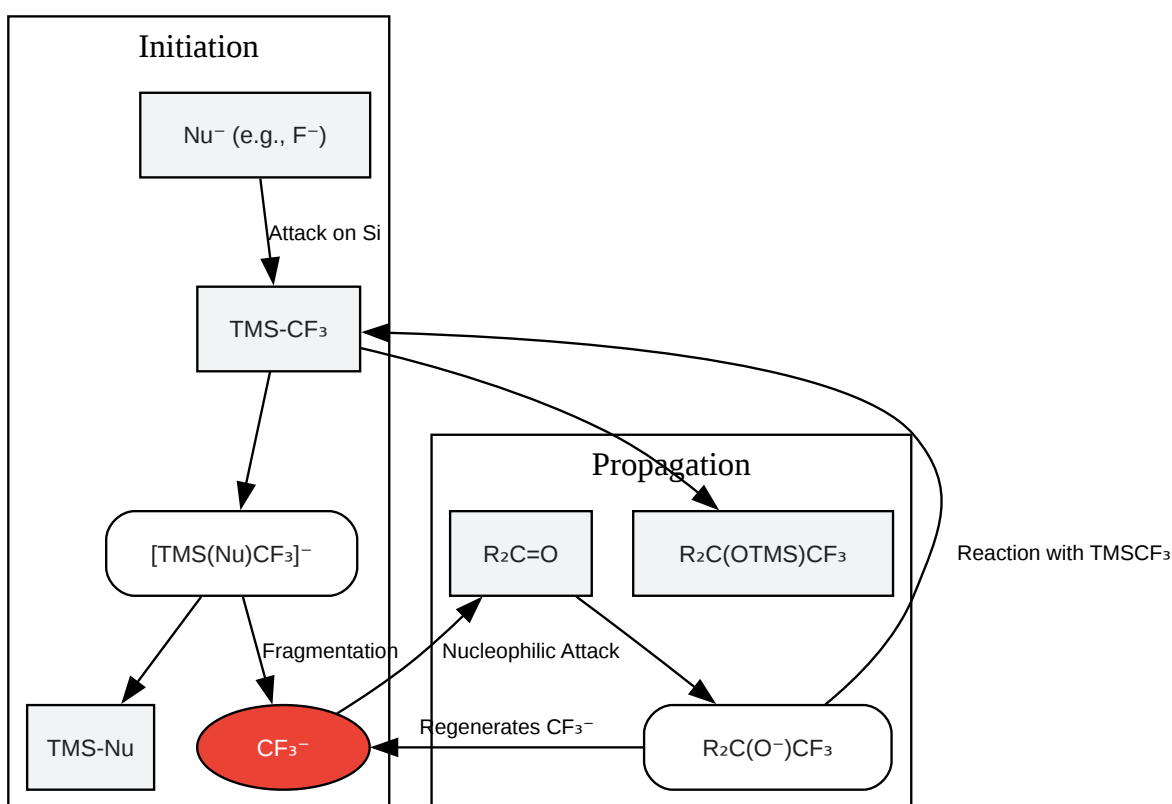 Initiation
Nu⁻ (e.g., F⁻)
Attack on Si
TMS-CF₃
Propagation
[TMS(Nu)CF₃]⁻
R₂C=O
R₂C(OTMS)CF₃
Reaction with TMSCF₃
Fragmentation
Nucleophilic Attack
Regenerates CF₃⁻
TMS-Nu
CF₃⁻
R₂C(O⁻)CF₃